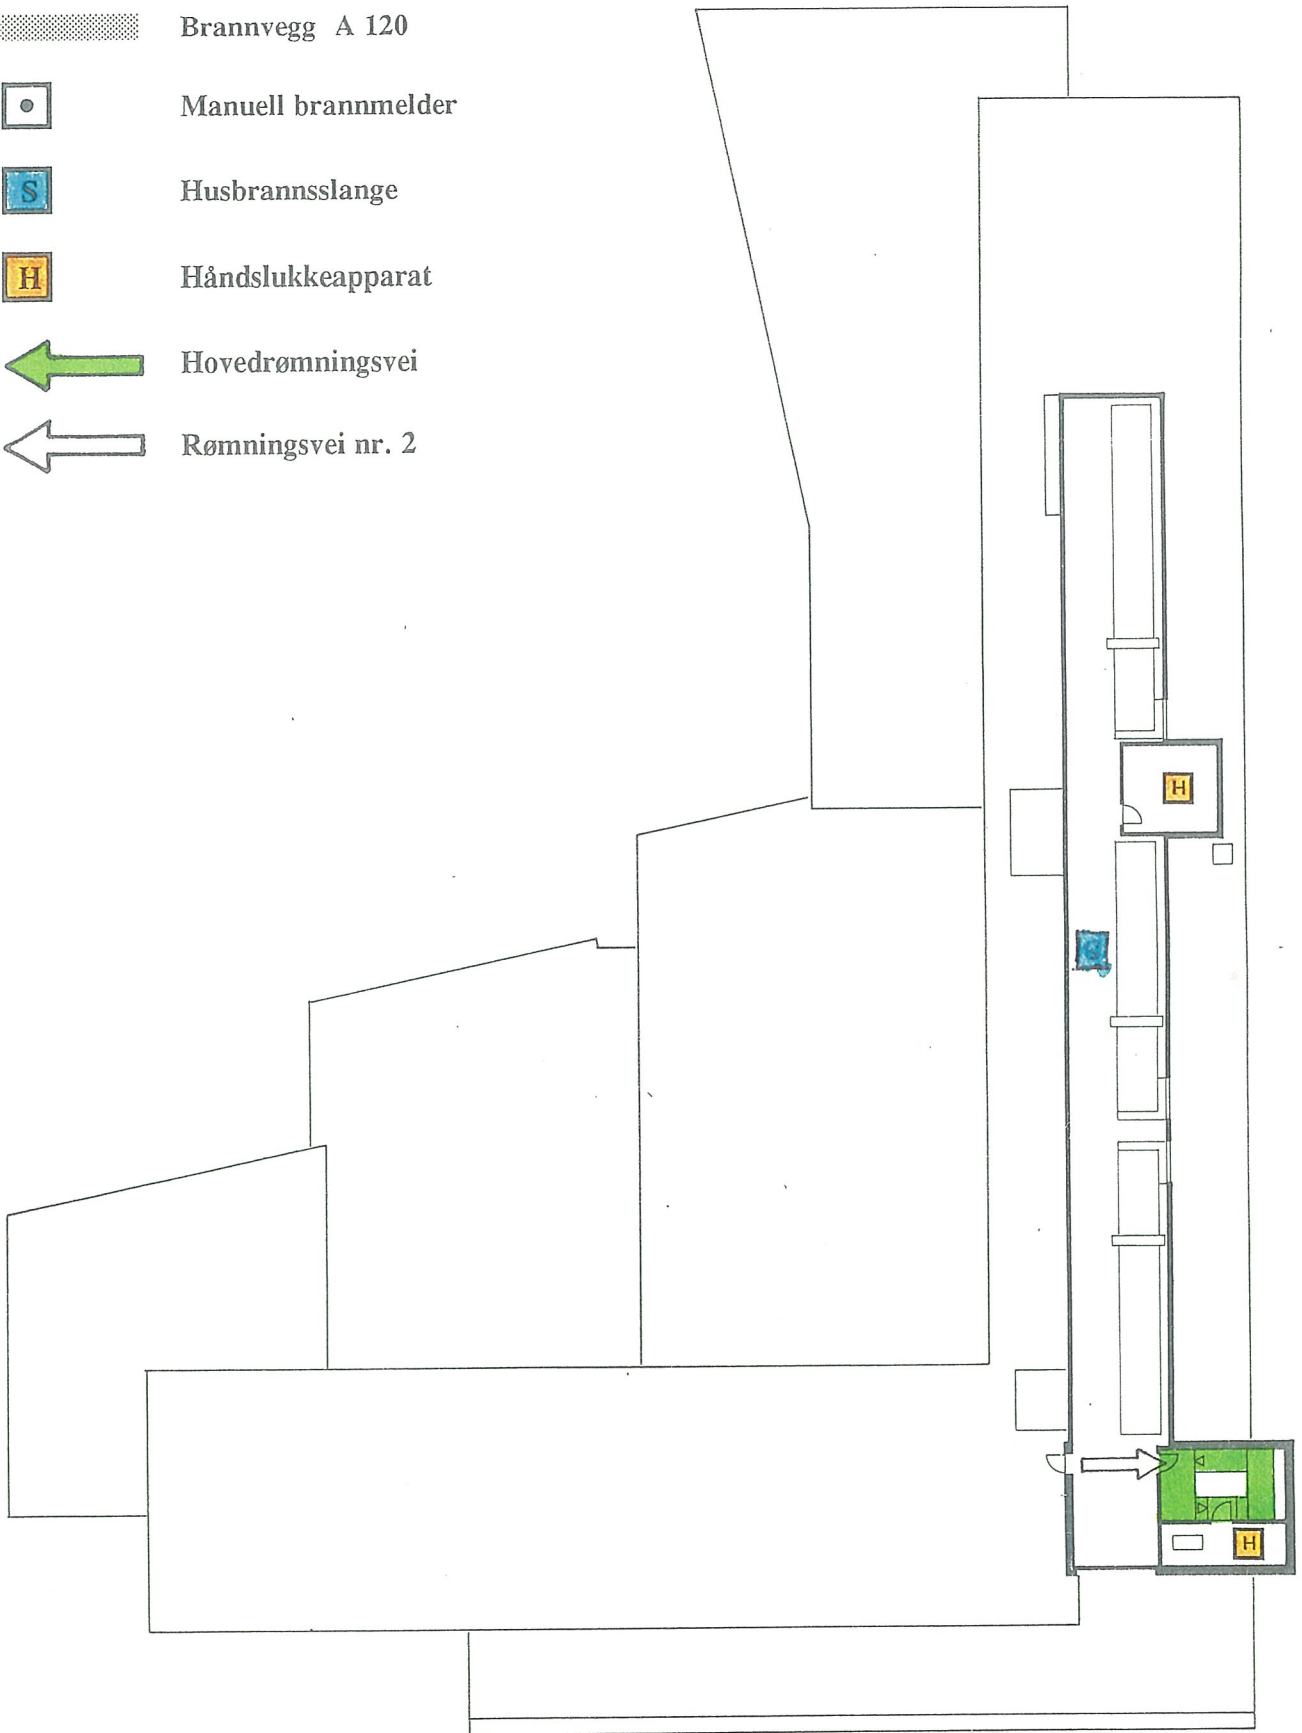 Brannvegg A 120
Manuell brannmelder
S Husbrannsslange
H Håndslukkeapparat
Hovedrømningsvei
Rømningsvei nr. 2
H
H